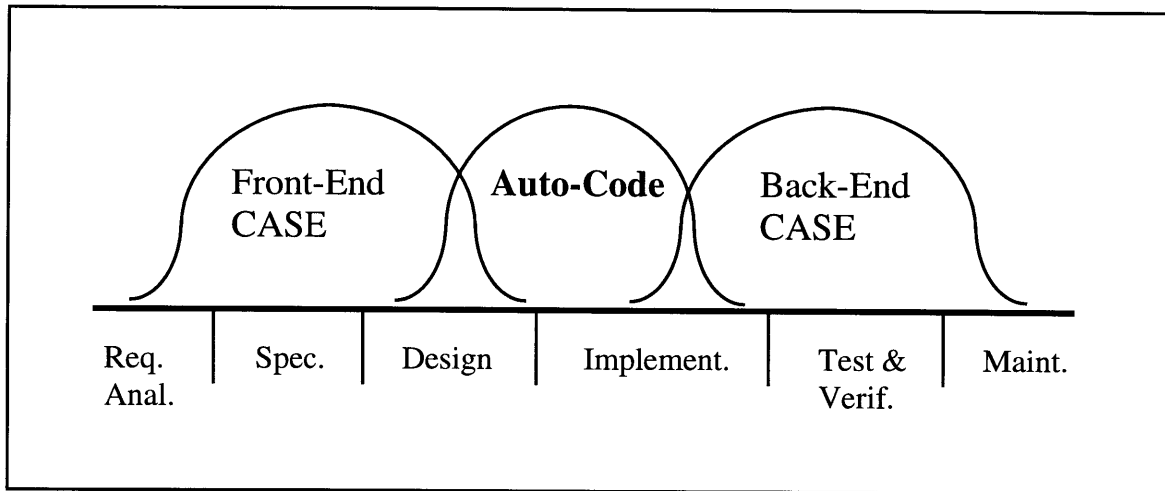 Front-End
CASE
Auto-Code
Back-End
CASE
Req.
Anal.
Spec.
Design
Implement.
Test &
Verif.
Maint.